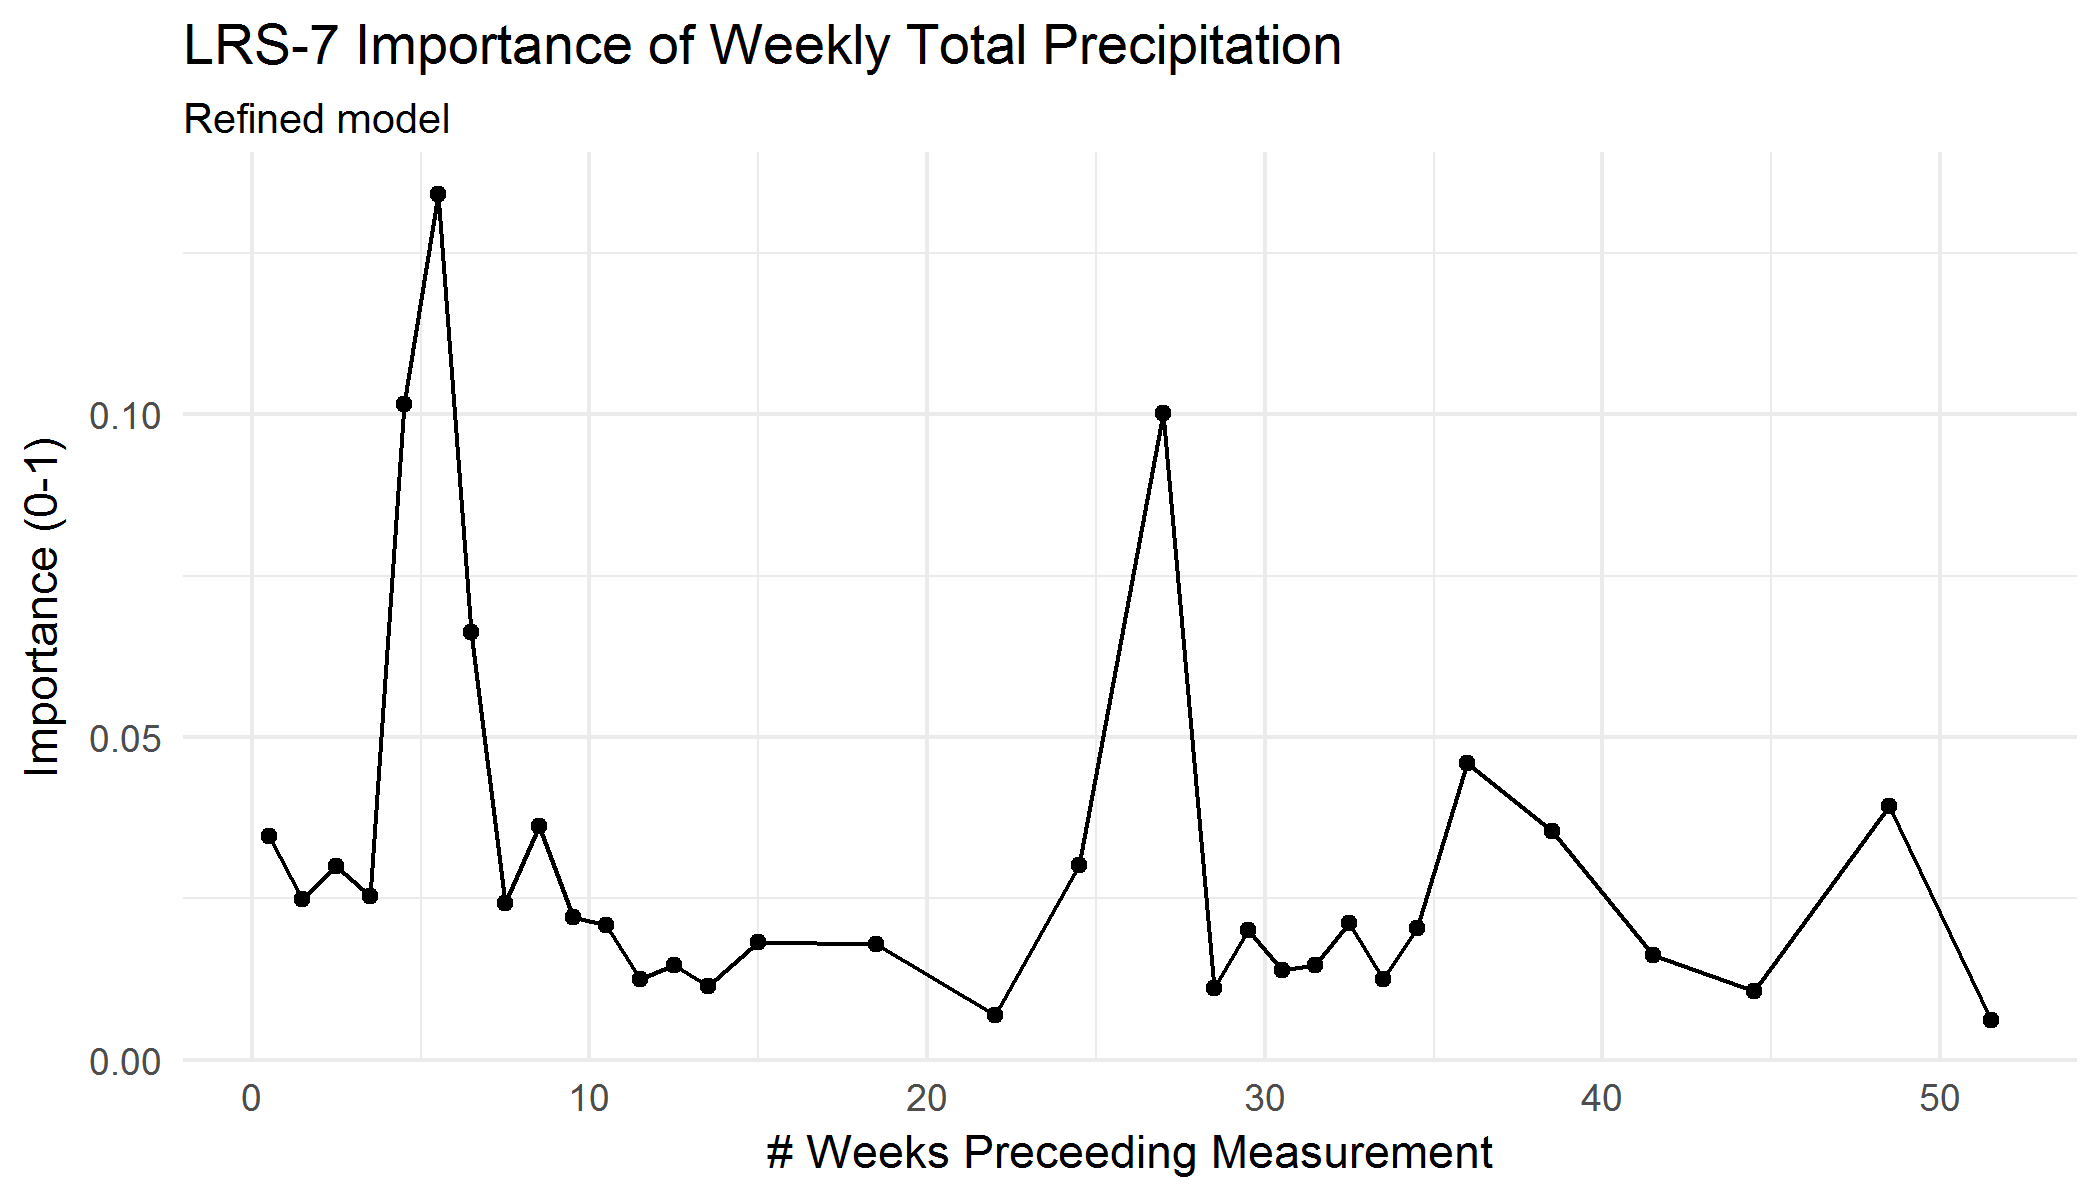 LRS-7 Importance of Weekly Total Precipitation
Refined model
Importance (0-1)
0.10
0.05
0.00
0 10 20 30 40 50
# Weeks Preceeding Measurement